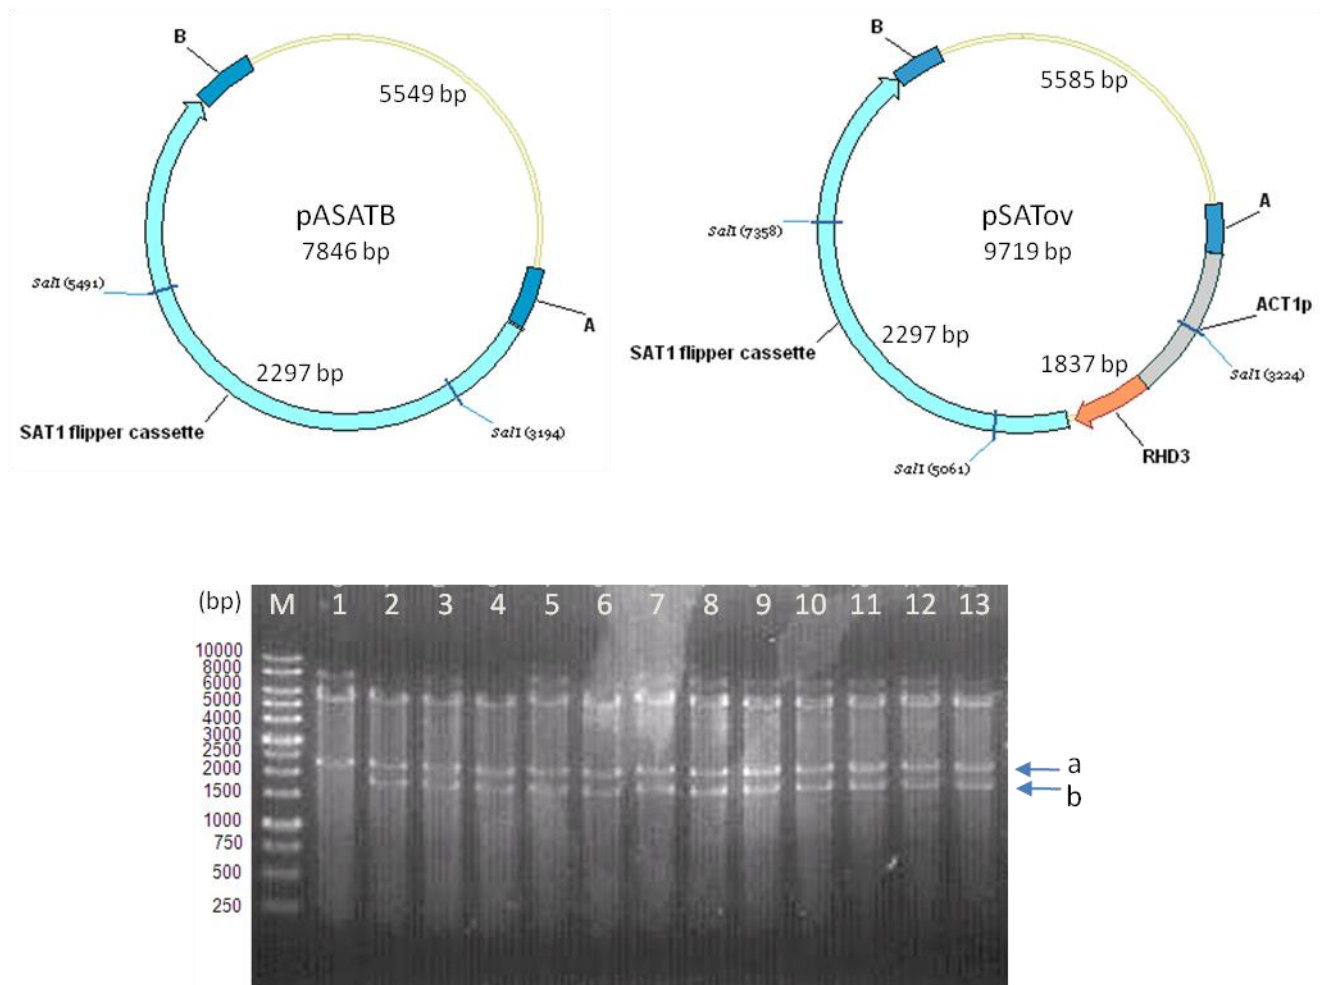 B
5549 bp
pASATB
7846 bp
SalI (5491)
A
2297 bp
SAT1 flipper cassette
SalI (3194)
B
5585 bp
A
pSATov
9719 bp
SalI (7358)
ACT1p
SAT1 flipper cassette
2297 bp
1837 bp
SalI (3224)
RHD3
SalI (5061)
(bp) M 1 2 3 4 5 6 7 8 9 10 11 12 13
10000
8000
6000
5000
4000
3000
2500
2000
1500
1000
750
500
250
a
b